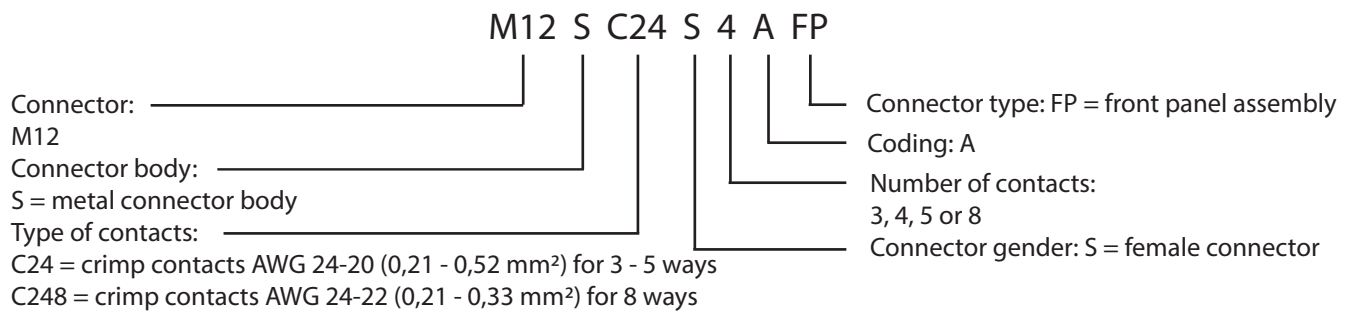 M12 S C24 S 4 A FP
Connector:
M12
Connector body:
S = metal connector body
Type of contacts:
C24 = crimp contacts AWG 24-20 (0,21 - 0,52 mm²) for 3 - 5 ways
C248 = crimp contacts AWG 24-22 (0,21 - 0,33 mm²) for 8 ways
Connector type: FP = front panel assembly
Coding: A
Number of contacts:
3, 4, 5 or 8
Connector gender: S = female connector